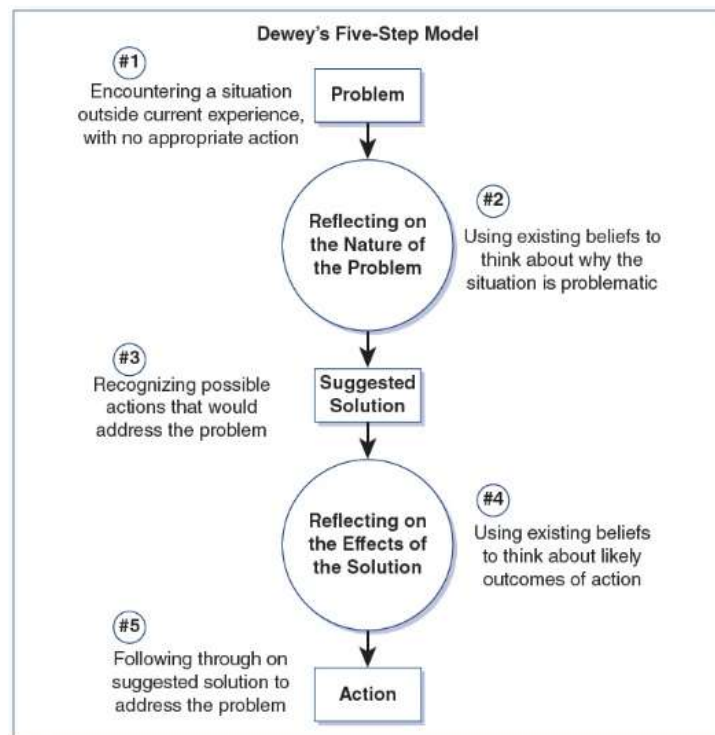 Dewey's Five-Step Model
#1
Encountering a situation
outside current experience,
with no appropriate action
Problem
Reflecting on
the Nature of
the Problem
#2
Using existing beliefs to
think about why the
situation is problematic
#3
Recognizing possible
actions that would
address the problem
Suggested
Solution
Reflecting on
the Effects of
the Solution
#4
Using existing beliefs
to think about likely
outcomes of action
#5
Following through on
suggested solution to
address the problem
Action